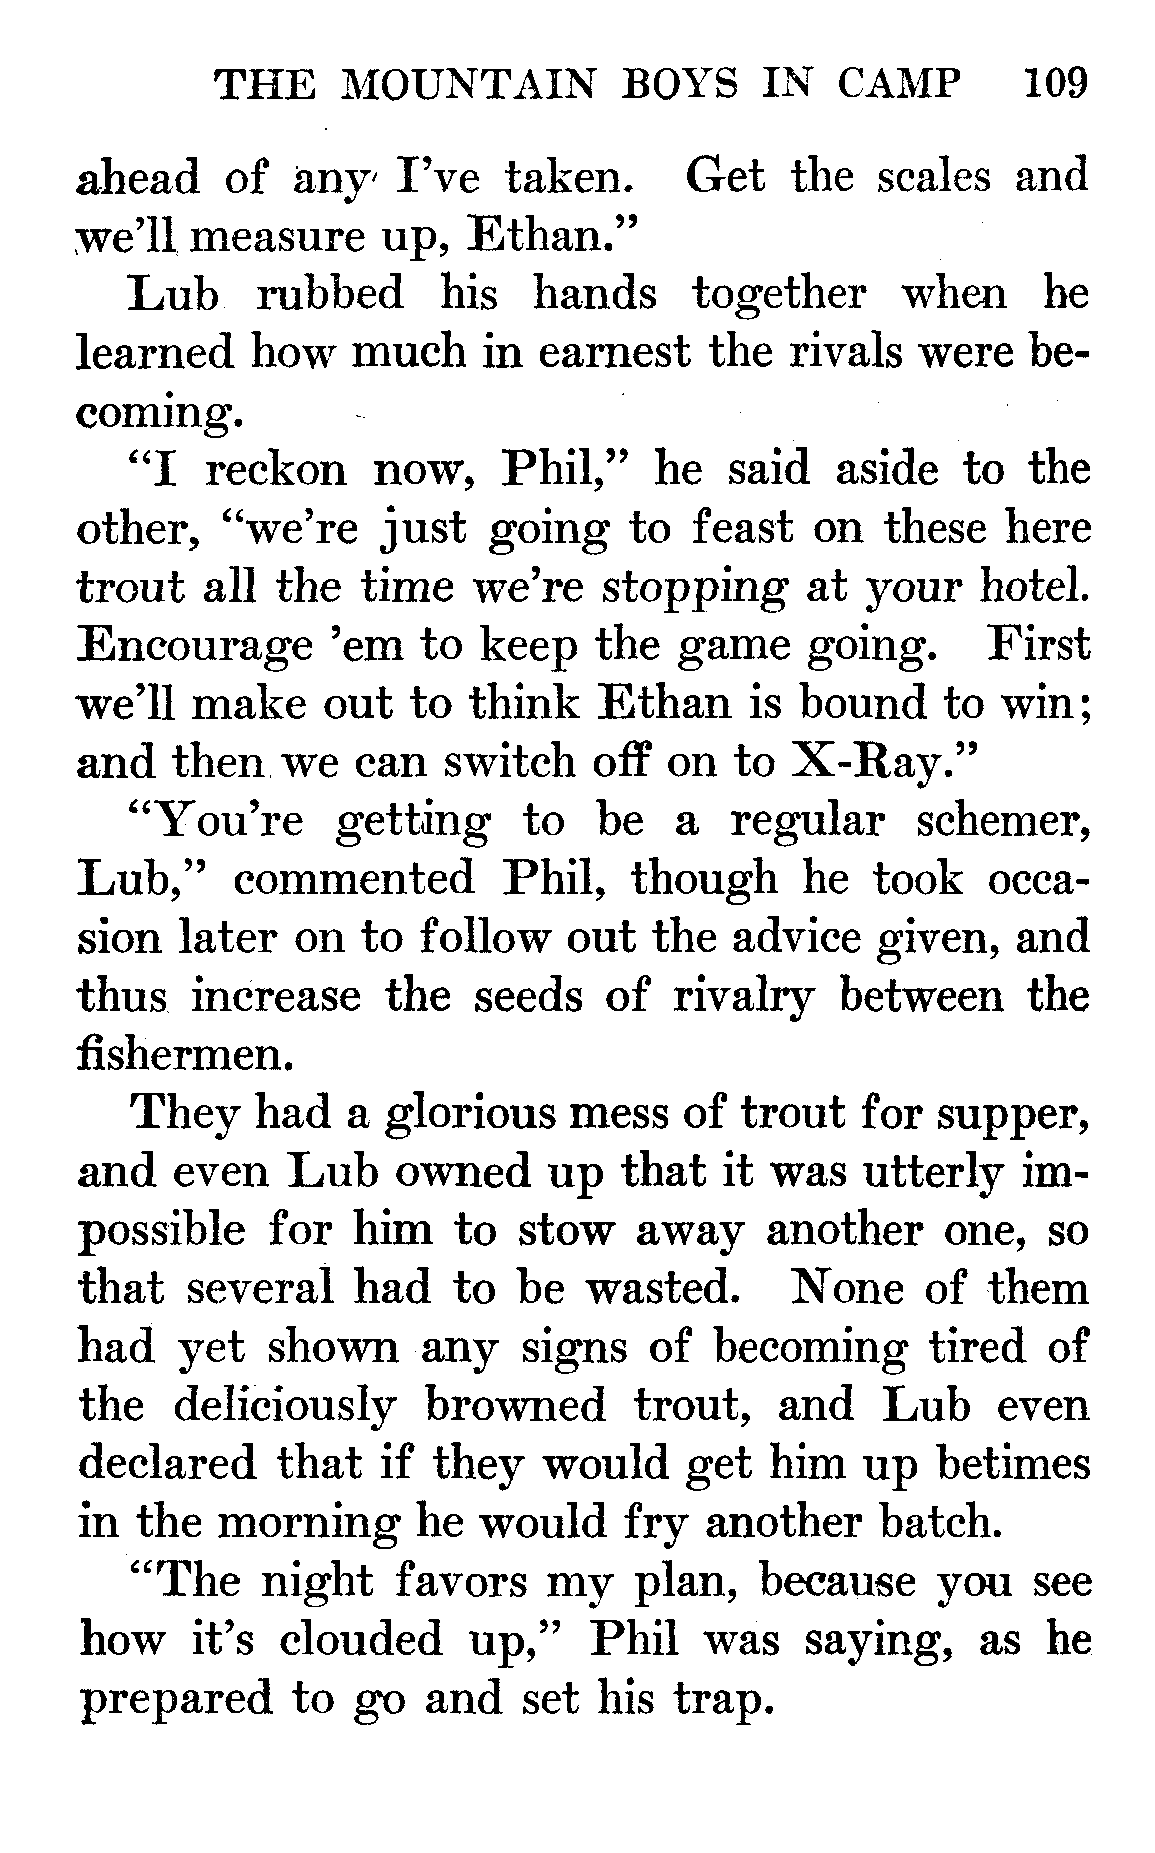 THE MOUNTAIN BOYS IN CAMP 109
ahead of any I’ve taken. Get the scales and
we’ll measure up, Ethan.”
Lub rubbed his hands together when he
learned how much in earnest the rivals were be-
coming.
“I reckon now, Phil,” he said aside to the
other, “we’re just going to feast on these here
trout all the time we’re stopping at your hotel.
Encourage ’em to keep the game going. First
we’ll make out to think Ethan is bound to win;
and then we can switch off on to X-Ray.”
“You’re getting to be a regular schemer,
Lub,” commented Phil, though he took occa-
sion later on to follow out the advice given, and
thus increase the seeds of rivalry between the
fishermen.
They had a glorious mess of trout for supper,
and even Lub owned up that it was utterly im-
possible for him to stow away another one, so
that several had to be wasted. None of them
had yet shown any signs of becoming tired of
the deliciously browned trout, and Lub even
declared that if they would get him up betimes
in the morning he would fry another batch.
“The night favors my plan, because you see
how it’s clouded up,” Phil was saying, as he
prepared to go and set his trap.